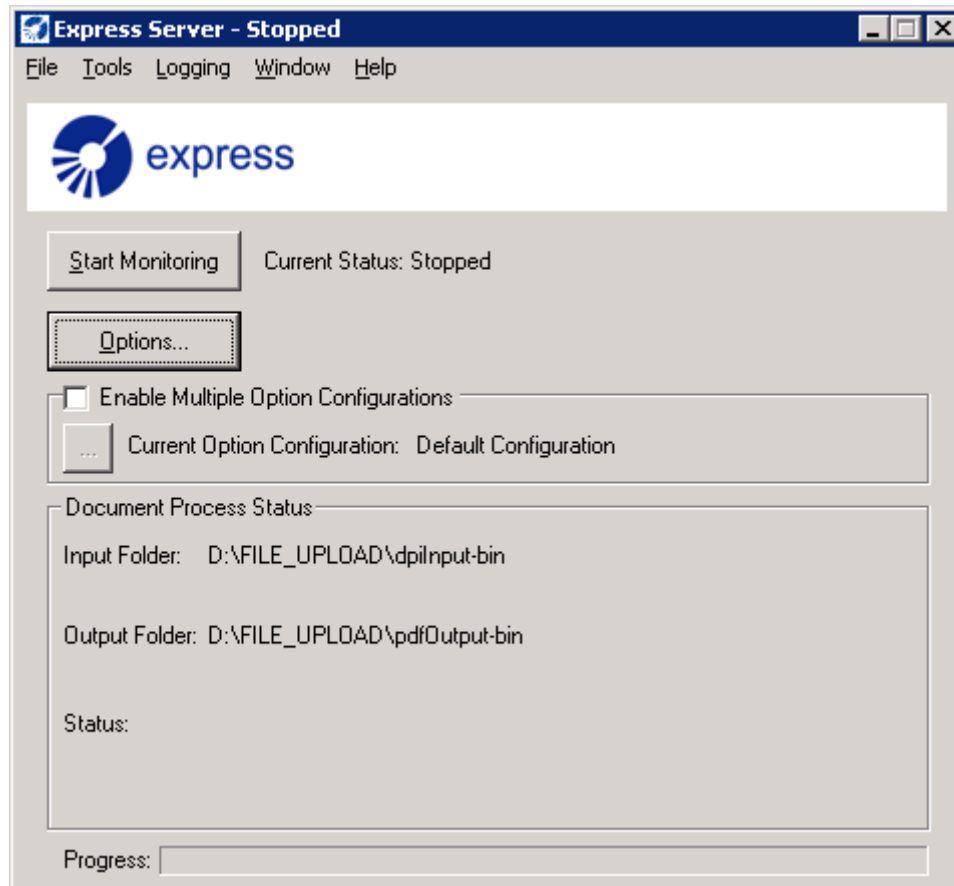 Express Server - Stopped
File Tools Logging Window Help
express
Start Monitoring Current Status: Stopped
Options...
Enable Multiple Option Configurations
... Current Option Configuration: Default Configuration
Document Process Status
Input Folder: D:\FILE_UPLOAD\dpiInput-bin
Output Folder: D:\FILE_UPLOAD\pdfOutput-bin
Status:
Progress: